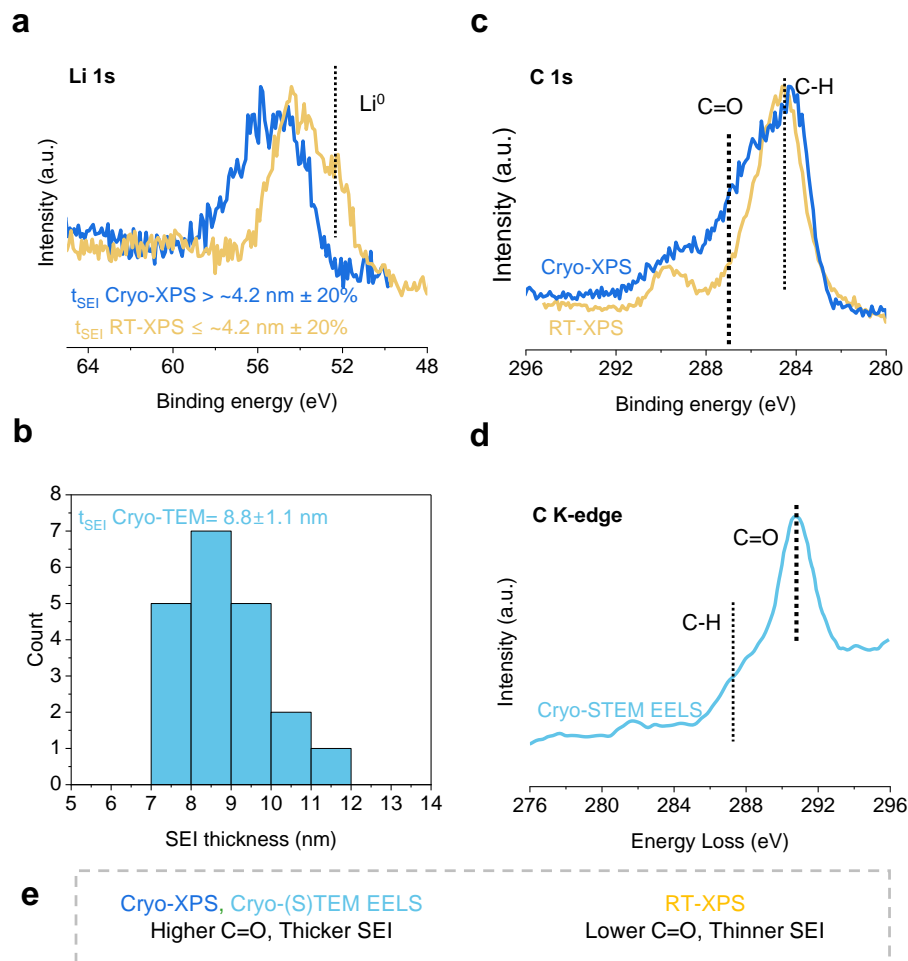 a
Li 1s
Li⁰
Intensity (a.u.)
t_SEI Cryo-XPS > ~4.2 nm ± 20%
t_SEI RT-XPS ≤ ~4.2 nm ± 20%
64 60 56 52 48
Binding energy (eV)
b
t_SEI Cryo-TEM= 8.8±1.1 nm
Count
8
7
6
5
4
3
2
1
0
5 6 7 8 9 10 11 12 13 14
SEI thickness (nm)
c
C 1s
C-H
C=O
Intensity (a.u.)
Cryo-XPS
RT-XPS
296 292 288 284 280
Binding energy (eV)
d
C K-edge
C=O
C-H
Intensity (a.u.)
Cryo-STEM EELS
276 280 284 288 292 296
Energy Loss (eV)
e
Cryo-XPS, Cryo-(S)TEM EELS
Higher C=O, Thicker SEI
RT-XPS
Lower C=O, Thinner SEI